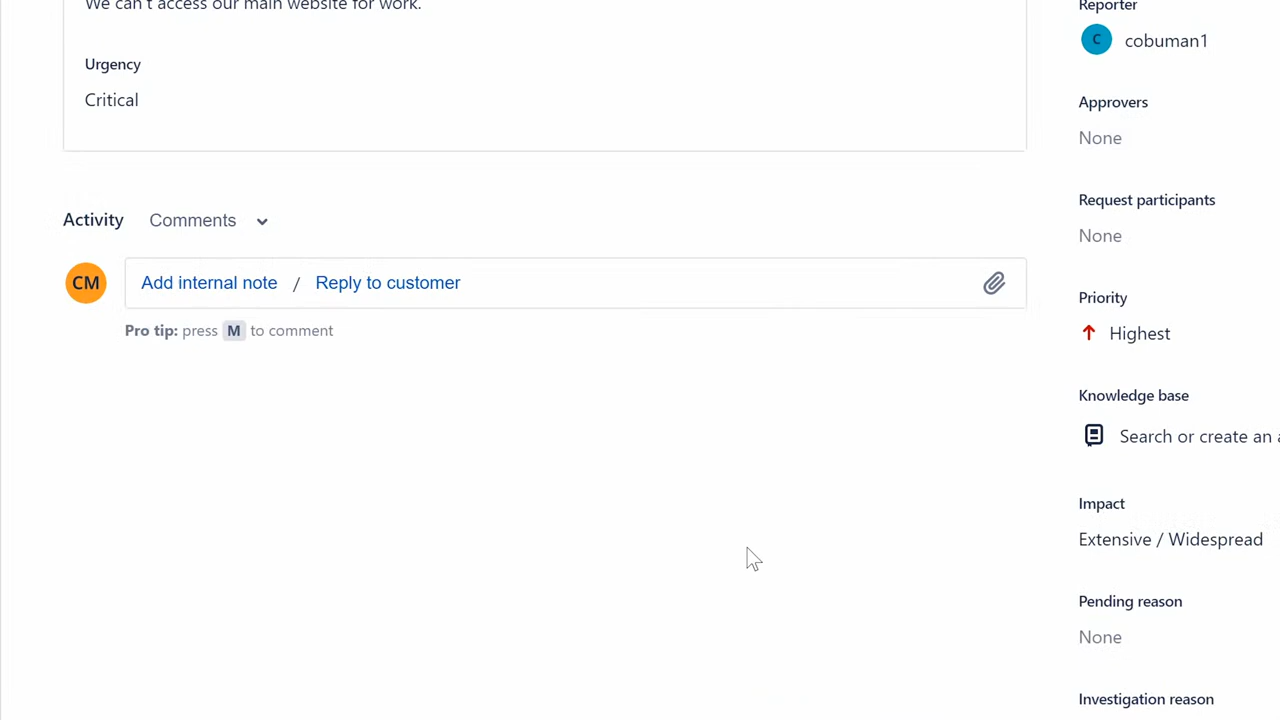 We can't access our main website for work.
Urgency
Critical
Activity Comments
CM Add internal note / Reply to customer
Pro tip: press M to comment
Reporter
C cobuman1
Approvers
None
Request participants
None
Priority
Highest
Knowledge base
Search or create an a
Impact
Extensive / Widespread
Pending reason
None
Investigation reason